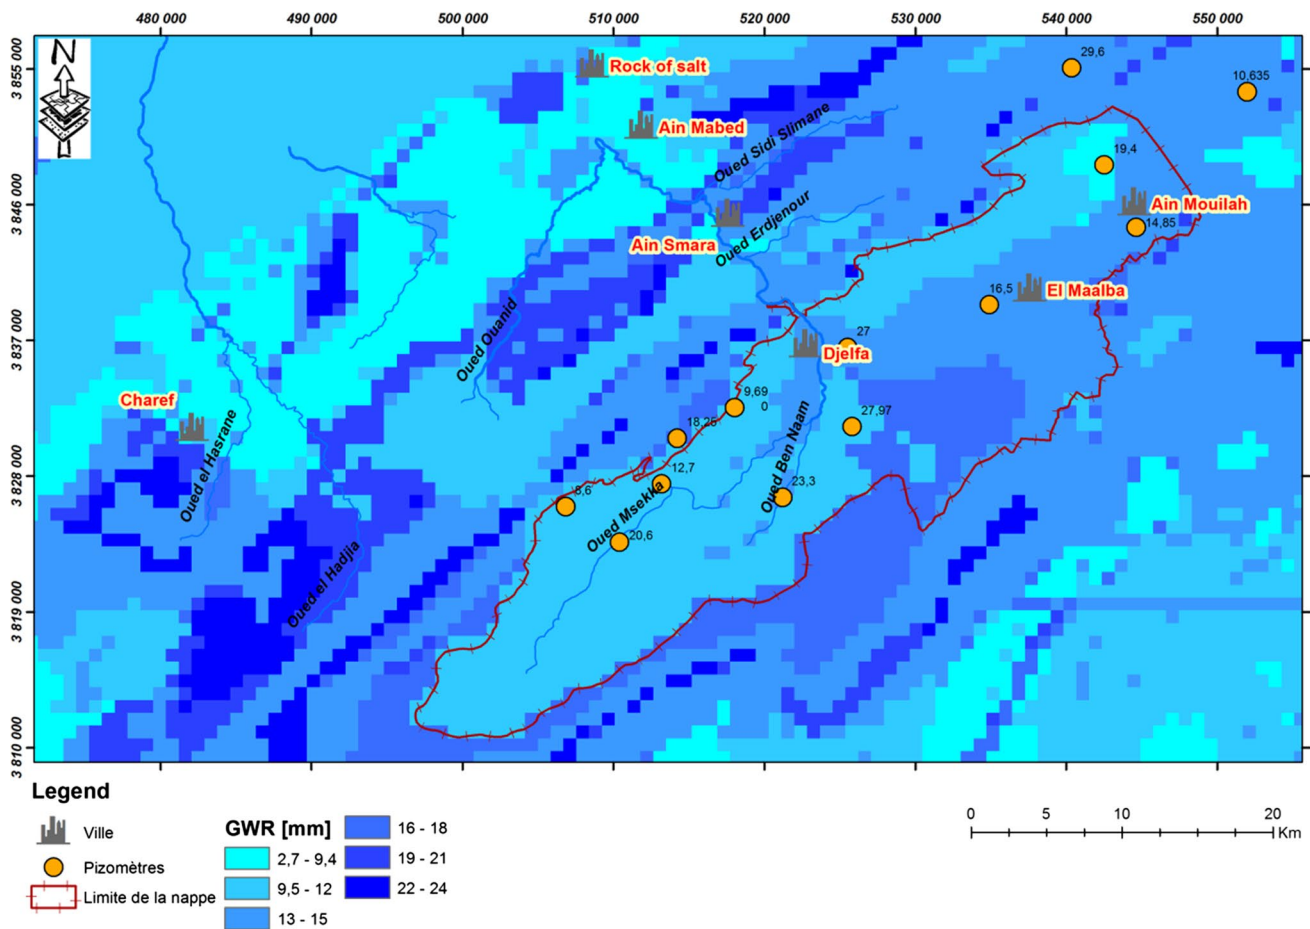 480 000 490 000 500 000 510 000 520 000 530 000 540 000 550 000
3 855 000
3 846 000
3 837 000
3 828 000
3 819 000
3 810 000
N
Rock of salt
29,6
10,635
Ain Mabed
Oued Sidi Slimane
19,4
Ain Mouilah
14,85
Ain Smara
Oued Erdjenour
16,5
El Maalba
Oued Ouanid
27
Djelfa
Charef
9,69
0
18,25
27,97
Oued el Hasrane
Oued Ben Naam
12,7
23,3
8,6
Oued Msekka
20,6
Oued el Hadjia
Legend
Ville
Pizomètres
Limite de la nappe
GWR [mm]
2,7 - 9,4
9,5 - 12
13 - 15
16 - 18
19 - 21
22 - 24
0 5 10 20
Km